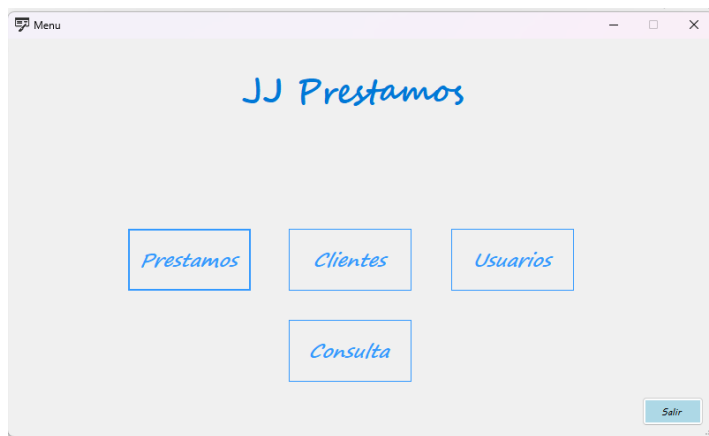 Menu
JJ Prestamos
Prestamos Clientes Usuarios
Consulta
Salir